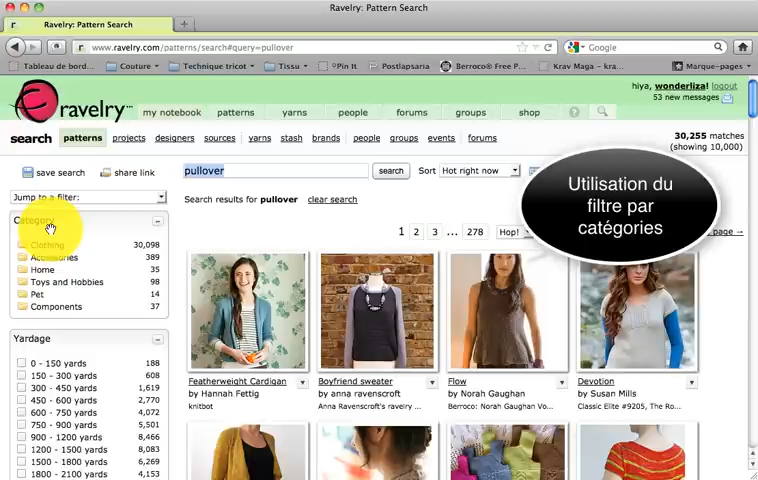 Ravelry: Pattern Search
Ravelry: Pattern Search
www.ravelry.com/patterns/search#query=pullover
Google
Tableau de bord... Couture Technique tricot Tissu Pin It Postlapsaria Berroco® Free P... Krav Maga - kra... Marque-pages
ravelry
my notebook patterns yarns people forums groups shop ?
hiya, wonderliza! logout
53 new messages
search patterns projects designers sources yarns stash brands people groups events forums
30,255 matches
(showing 10,000)
save search share link
pullover search Sort Hot right now
Jump to a filter:
Search results for pullover clear search
Utilisation du
filtre par
catégories
1 2 3 ... 278 Hop! page →
Category
Clothing 30,098
Accessories 389
Home 35
Toys and Hobbies 98
Pet 14
Components 37
Yardage
0 - 150 yards 188
150 - 300 yards 608
300 - 450 yards 1,619
450 - 600 yards 2,770
600 - 750 yards 4,072
750 - 900 yards 5,501
900 - 1200 yards 8,466
1200 - 1500 yards 8,083
1500 - 1800 yards 6,269
1800 - 2100 yards 4,153
Featherweight Cardigan
by Hannah Fettig
knitbot
Boyfriend sweater
by anna ravenscroft
Anna Ravenscroft's ravelry ...
Flow
by Norah Gaughan
Berroco: Norah Gaughan Vo...
Devotion
by Susan Mills
Classic Elite #9205, The Ro...